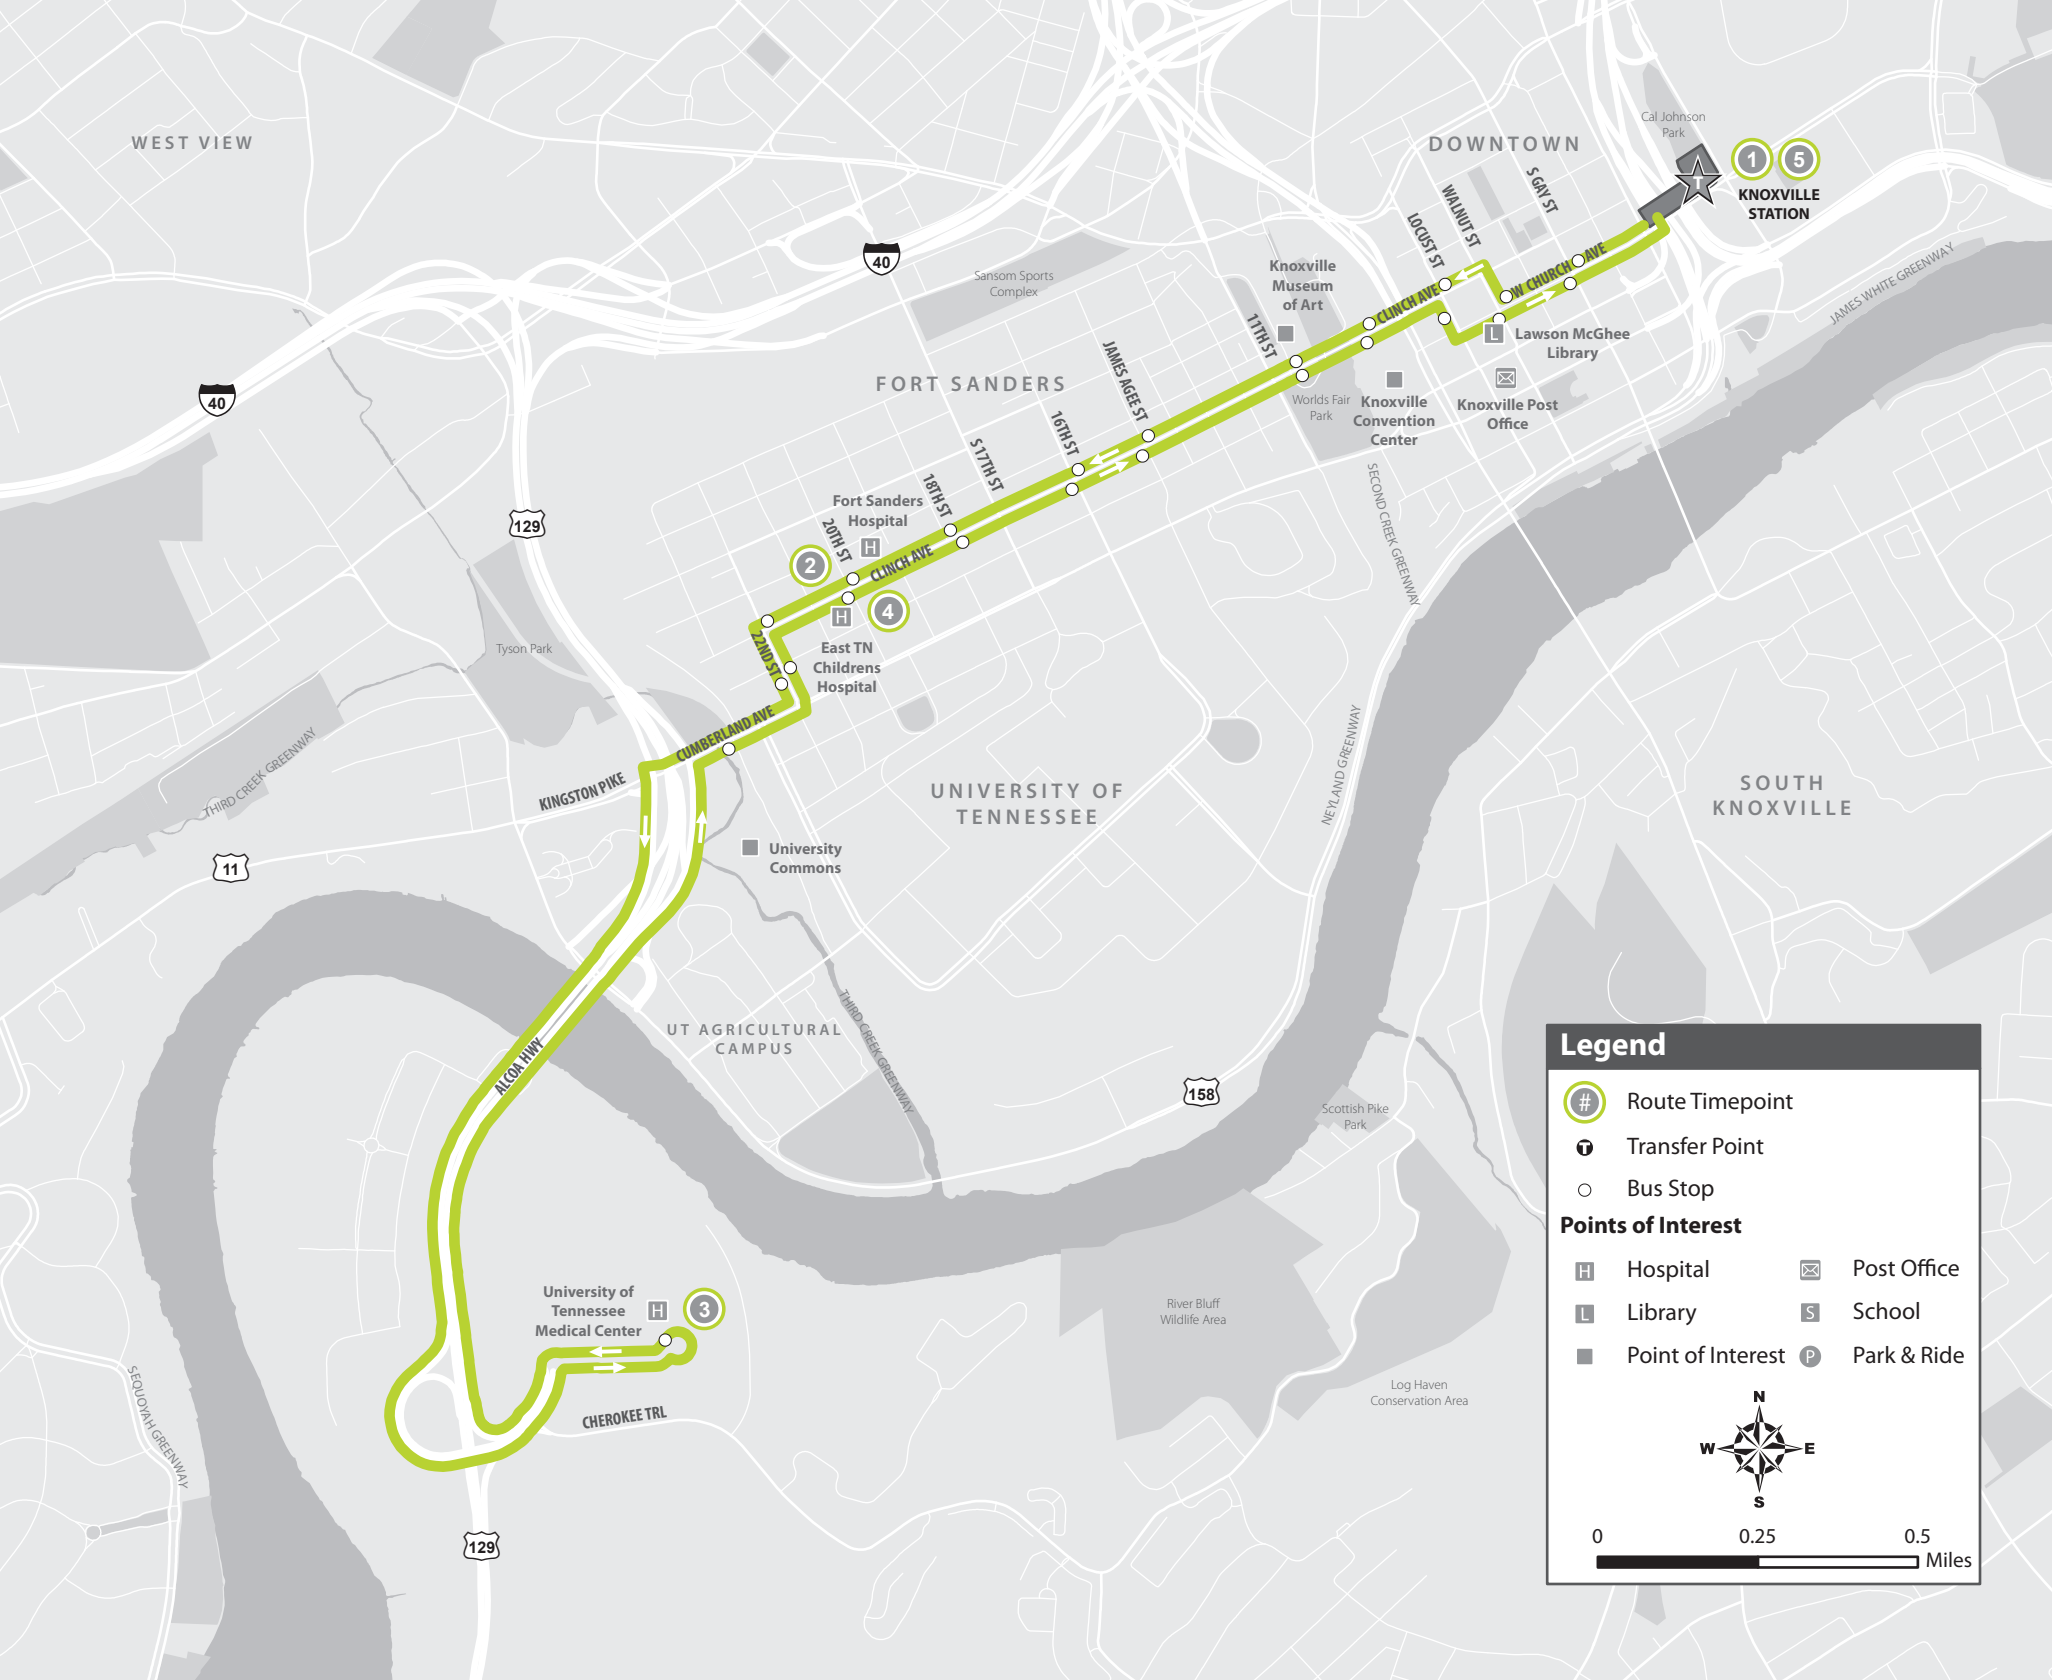 WEST VIEW
DOWNTOWN
Cal Johnson
Park
1
5
KNOXVILLE
STATION
T
S GAY ST
WALNUT ST
LOCUST ST
W CHURCH AVE
CLINCH AVE
JAMES WHITE GREENWAY
40
Sansom Sports
Complex
Knoxville
Museum
of Art
11TH ST
L
Lawson McGhee
Library
JAMES AGEE ST
FORT SANDERS
40
Worlds Fair
Park
Knoxville
Convention
Center
Knoxville Post
Office
16TH ST
S 17TH ST
18TH ST
20TH ST
Fort Sanders
Hospital
H
129
2
CLINCH AVE
SECOND CREEK GREENWAY
H
4
22ND ST
East TN
Childrens
Hospital
Tyson Park
CUMBERLAND AVE
KINGSTON PIKE
THIRD CREEK GREENWAY
NEYLAND GREENWAY
UNIVERSITY OF
TENNESSEE
SOUTH
KNOXVILLE
11
University
Commons
ALCOA HWY
UT AGRICULTURAL
CAMPUS
THIRD CREEK GREENWAY
158
Scottish Pike
Park
University of
Tennessee
Medical Center
H
3
River Bluff
Wildlife Area
Log Haven
Conservation Area
CHEROKEE TRL
SEQUOYAH GREENWAY
129
Legend
# Route Timepoint
T Transfer Point
Bus Stop
Points of Interest
H Hospital
Post Office
L Library
S School
Point of Interest
P Park & Ride
N
W E
S
0 0.25 0.5
Miles